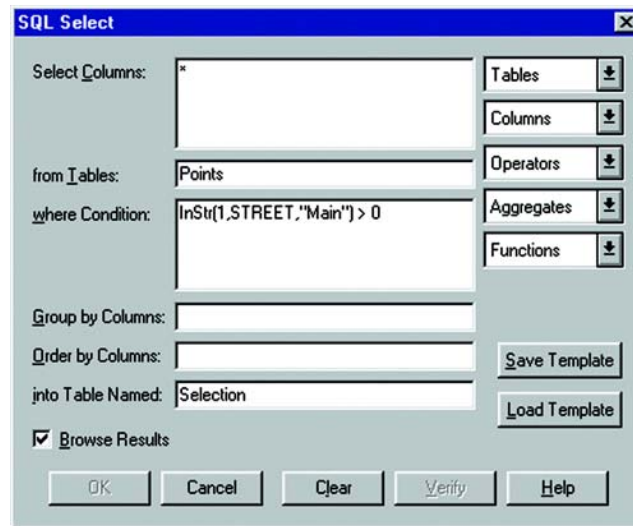 SQL Select
Select Columns:
*
Tables
Columns
from Tables:
Points
Operators
where Condition:
InStr(1,STREET,"Main") > 0
Aggregates
Functions
Group by Columns:
Order by Columns:
Save Template
into Table Named:
Selection
Load Template
Browse Results
OK
Cancel
Clear
Verify
Help